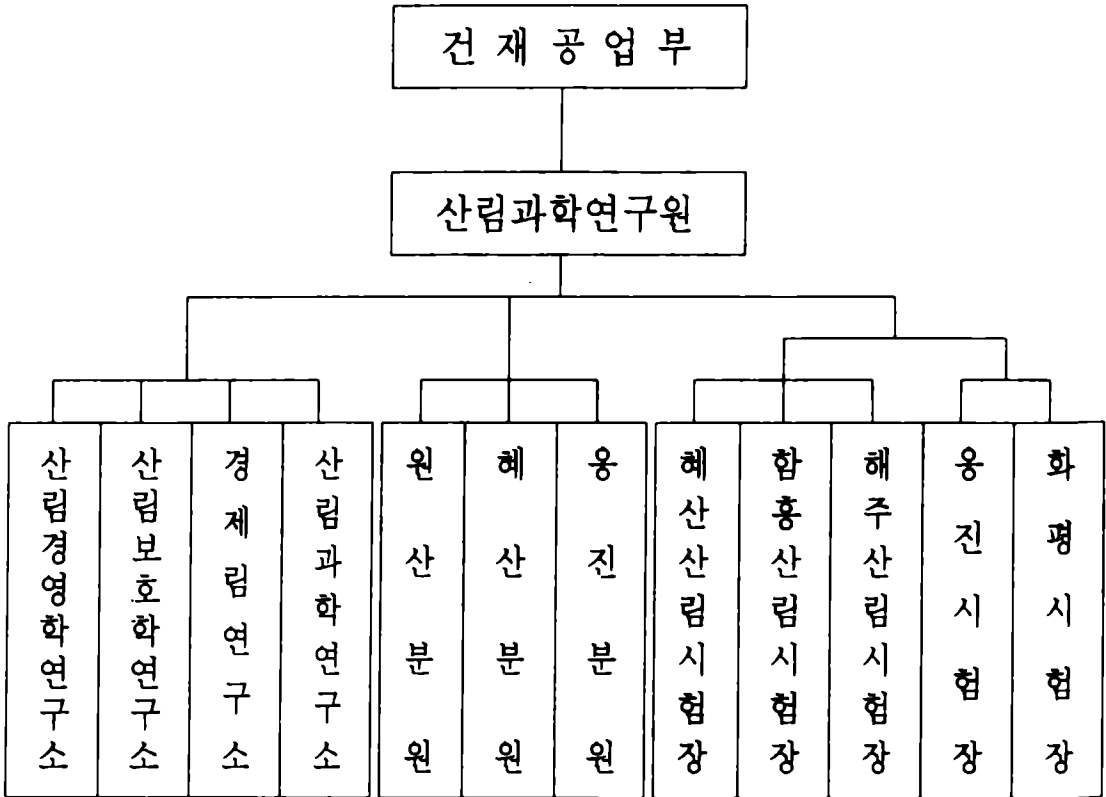 건재공업부
산림과학연구원
산림경영학연구소
산림보호학연구소
경제림연구소
산림과학연구소
원산분원
혜산분원
웅진분원
혜산산림시험장
함흥산림시험장
해주산림시험장
웅진시험장
화평시험장